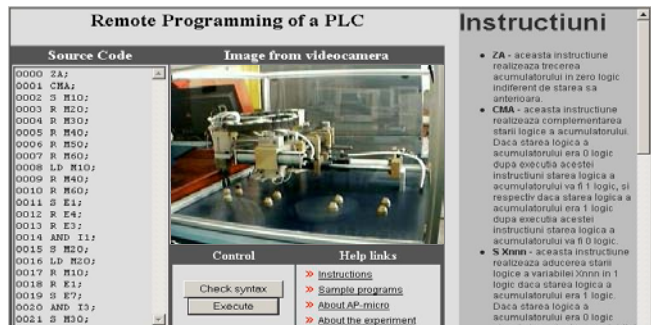 Remote Programming of a PLC
Source Code
0000 ZA;
0001 CMA;
0002 S M10;
0003 R M20;
0004 R M30;
0005 R M40;
0006 R M50;
0007 R M60;
0008 LD M10;
0009 R M40;
0010 R M60;
0011 S E1;
0012 R E4;
0013 R E3;
0014 AND I1;
0015 S M20;
0016 LD M20;
0017 R M10;
0018 R E1;
0019 S E7;
0020 AND I3;
0021 S M30;
Image from videocamera
Control
Check syntax
Execute
Help links
» Instructions
» Sample programs
» About AP-micro
» About the experiment
Instructiuni
• ZA - aceasta instructiune
realizeaza trecerea
acumulatorului in zero logic
indiferent de starea sa
anterioara.
• CMA - aceasta instructiune
realizeaza complementarea
starii logice a acumulatorului.
Daca starea logica a
acumulatorului era 0 logic
dupa executia acestei
instructiuni starea logica a
acumulatorului va fi 1 logic, si
respectiv daca starea logica a
acumulatorului era 1 logic
dupa executia acestei
instructiuni starea logica a
acumulatorului va fi 0 logic.
• S Xnnn - aceasta instructiune
realizeaza aducerea starii
logice a variabilei Xnnn in 1
logic daca starea logica a
acumulatorului era 1 logic.
Daca starea logica a
acumulatorului era 0 logic